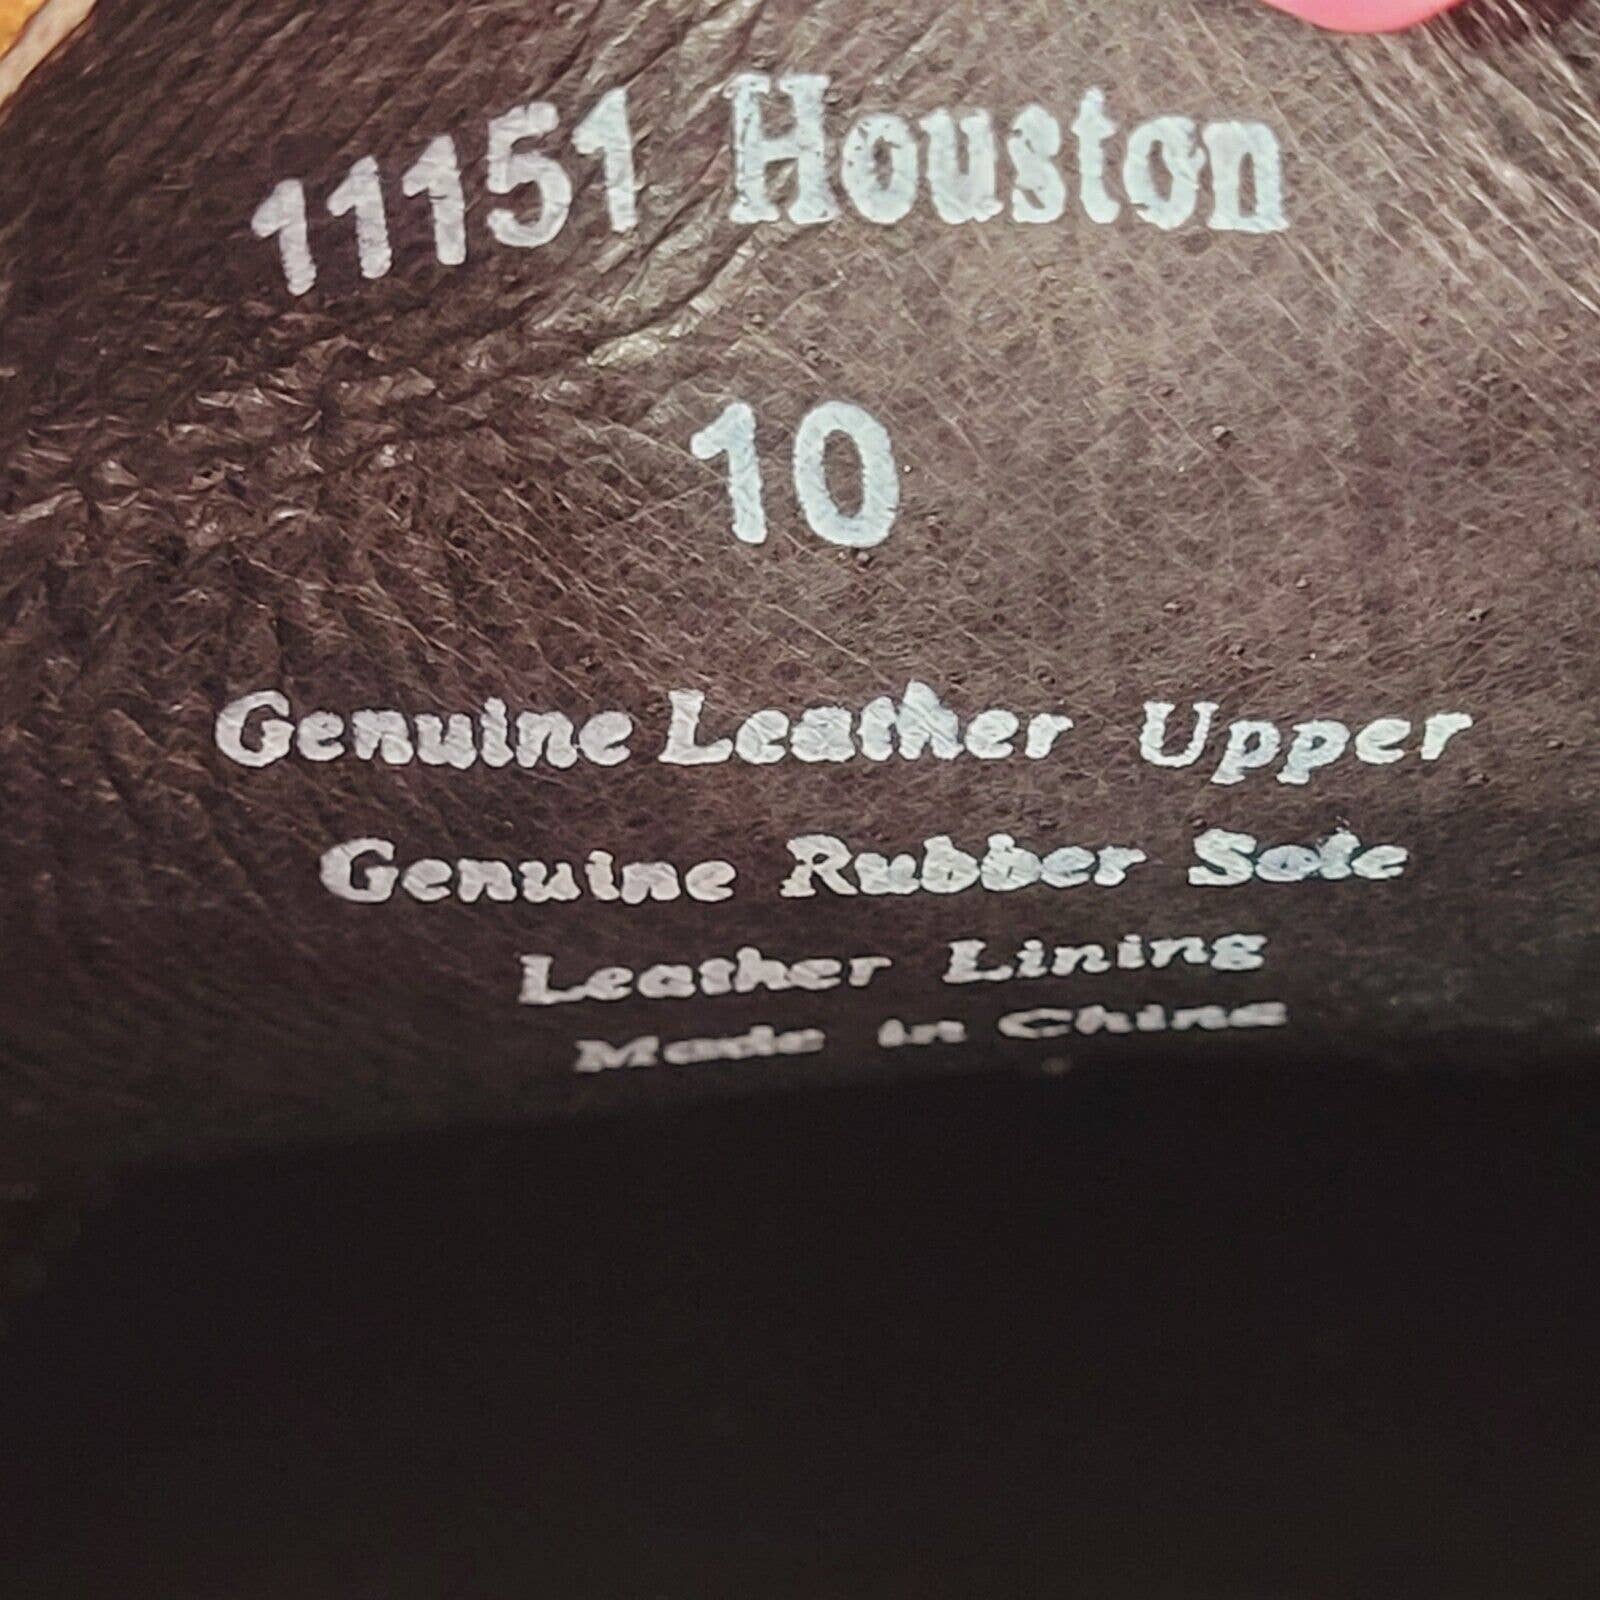 11151 Houston
10
Genuine Leather Upper
Genuine Rubber Sole
Leather Lining
Made in China